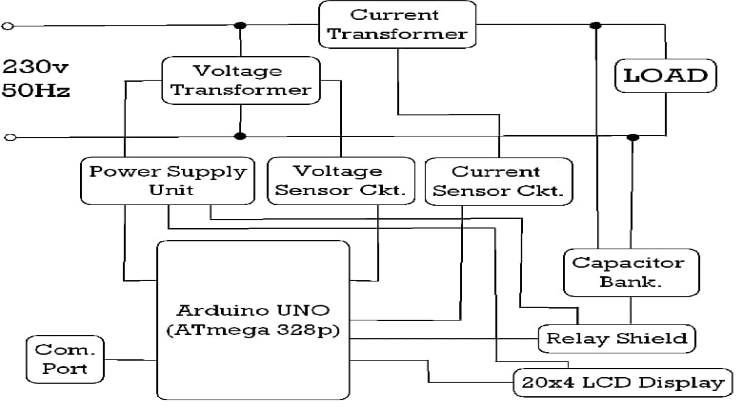 Current
Transformer
230v
50Hz
Voltage
Transformer
LOAD
Power Supply
Unit
Voltage
Sensor Ckt.
Current
Sensor Ckt.
Capacitor
Bank.
Arduino UNO
(ATmega 328p)
Relay Shield
Com.
Port
20x4 LCD Display